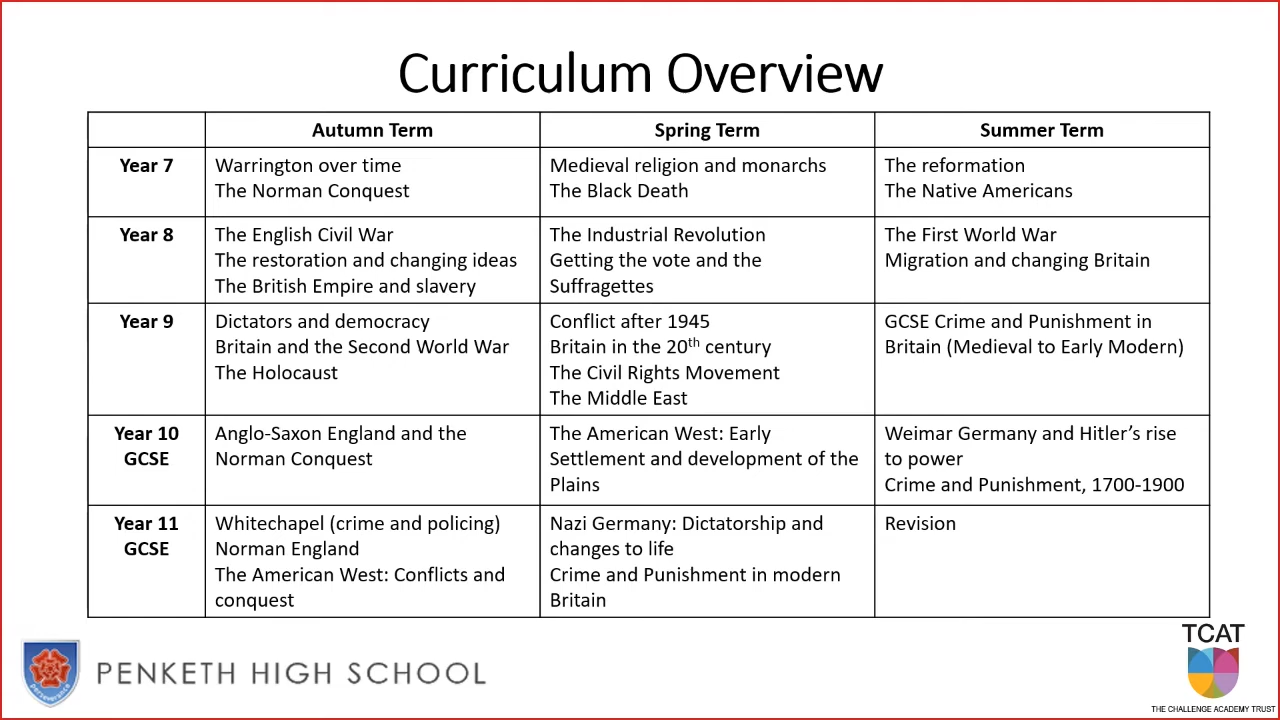 Curriculum Overview
Autumn Term
Spring Term
Summer Term
Year 7
Warrington over time
The Norman Conquest
Medieval religion and monarchs
The Black Death
The reformation
The Native Americans
Year 8
The English Civil War
The restoration and changing ideas
The British Empire and slavery
The Industrial Revolution
Getting the vote and the
Suffragettes
The First World War
Migration and changing Britain
Year 9
Dictators and democracy
Britain and the Second World War
The Holocaust
Conflict after 1945
Britain in the 20th century
The Civil Rights Movement
The Middle East
GCSE Crime and Punishment in
Britain (Medieval to Early Modern)
Year 10
GCSE
Anglo-Saxon England and the
Norman Conquest
The American West: Early
Settlement and development of the
Plains
Weimar Germany and Hitler’s rise
to power
Crime and Punishment, 1700-1900
Year 11
GCSE
Whitechapel (crime and policing)
Norman England
The American West: Conflicts and
conquest
Nazi Germany: Dictatorship and
changes to life
Crime and Punishment in modern
Britain
Revision
perseverance
PENKETH HIGH SCHOOL
TCAT
THE CHALLENGE ACADEMY TRUST